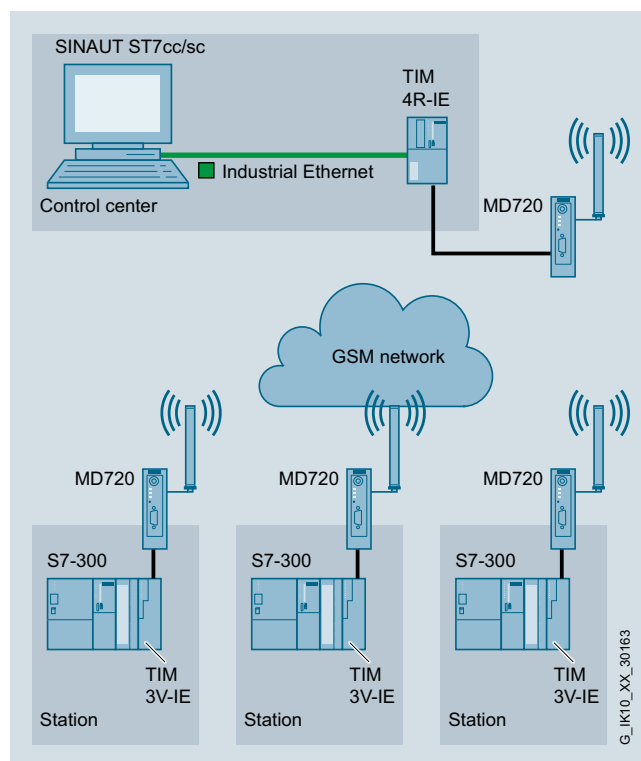 SINAUT ST7cc/sc
TIM
4R-IE
Industrial Ethernet
Control center
MD720
GSM network
MD720
MD720
MD720
S7-300
S7-300
S7-300
TIM
3V-IE
TIM
3V-IE
TIM
3V-IE
Station
Station
Station
G_IK10_XX_30163